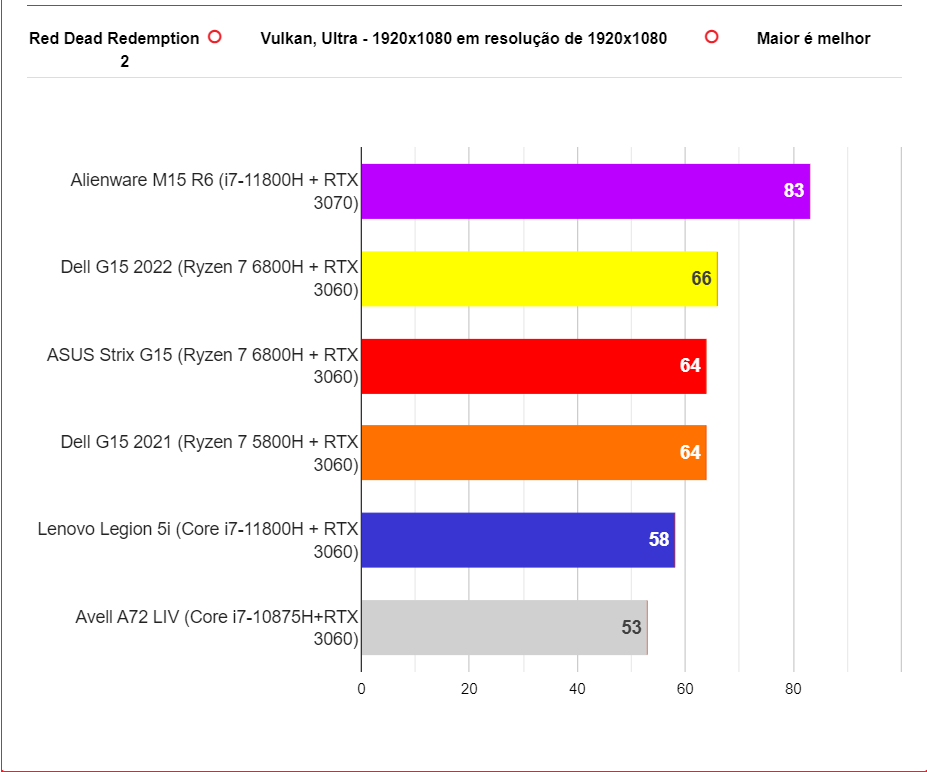 Red Dead Redemption
2
Vulkan, Ultra - 1920x1080 em resolução de 1920x1080
Maior é melhor
Alienware M15 R6 (i7-11800H + RTX
3070)
83
Dell G15 2022 (Ryzen 7 6800H + RTX
3060)
66
ASUS Strix G15 (Ryzen 7 6800H + RTX
3060)
64
Dell G15 2021 (Ryzen 7 5800H + RTX
3060)
64
Lenovo Legion 5i (Core i7-11800H + RTX
3060)
58
Avell A72 LIV (Core i7-10875H+RTX
3060)
53
0 20 40 60 80